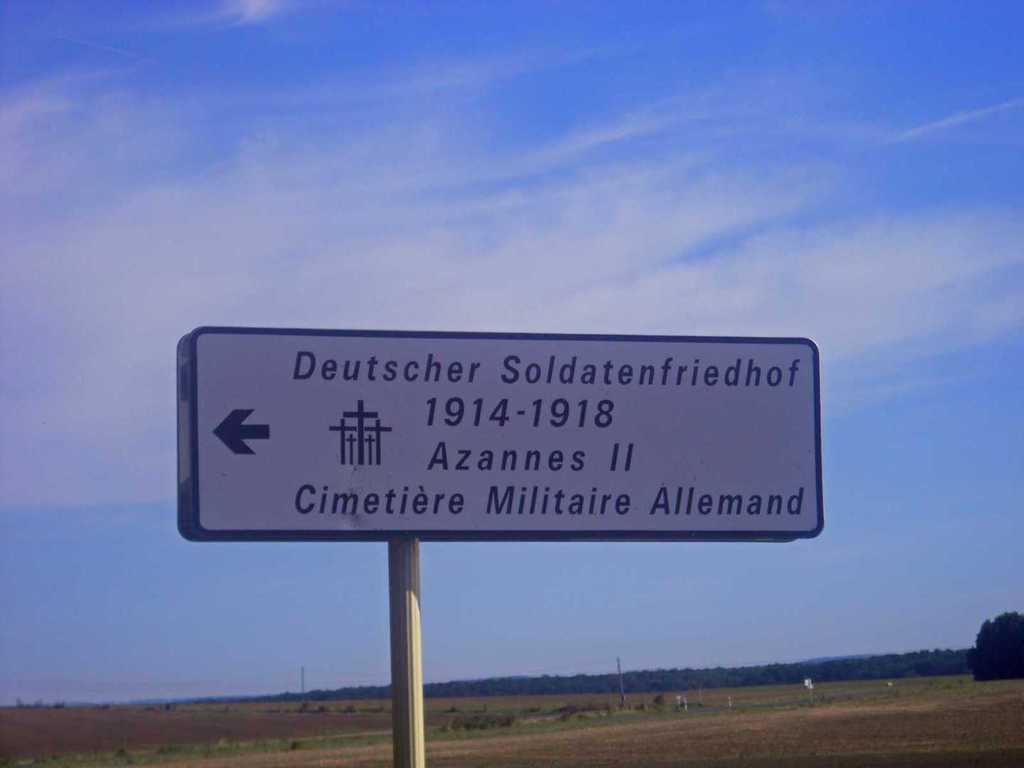 Deutscher Soldatenfriedhof
1914-1918
Azannes II
Cimetière Militaire Allemand